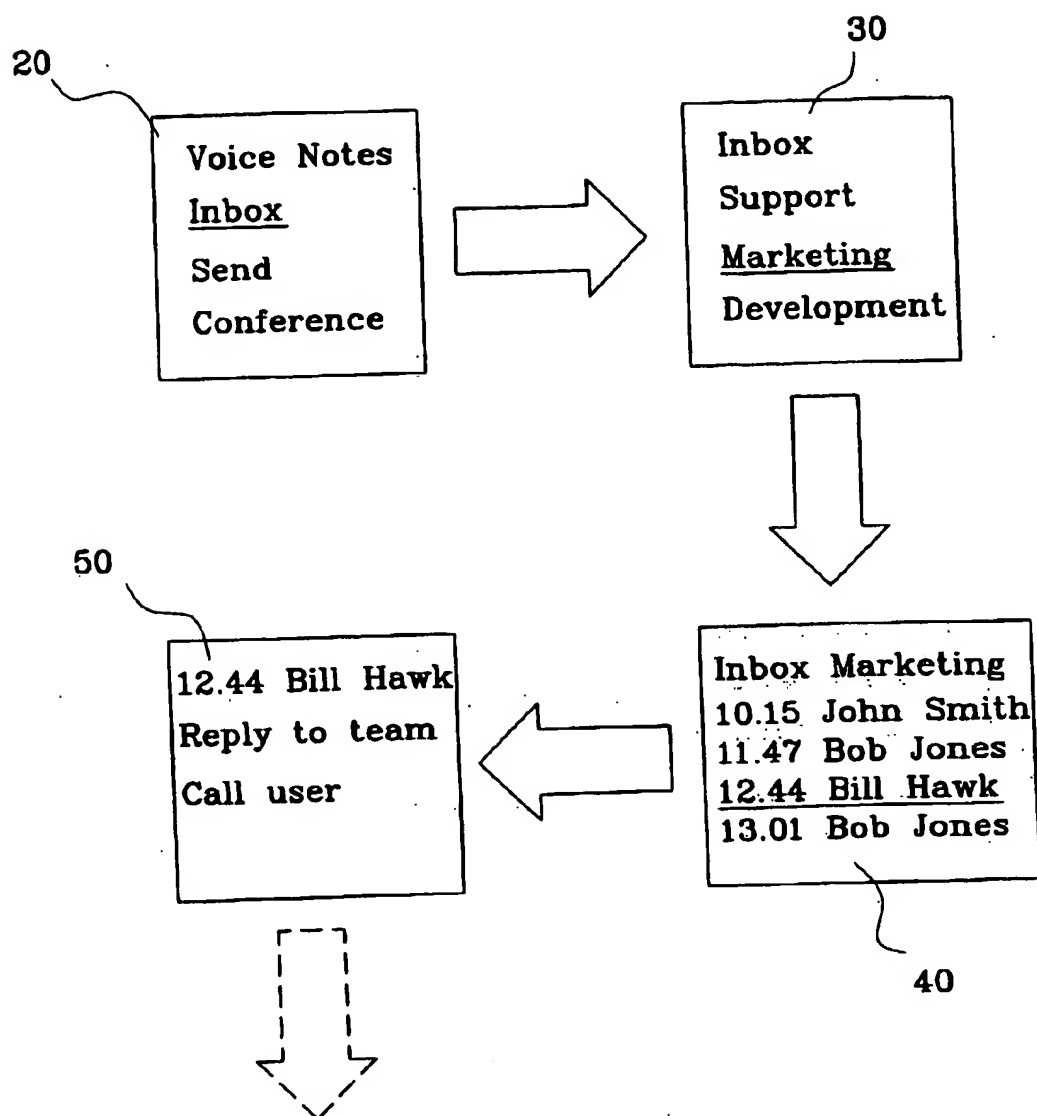 20
Voice Notes
Inbox
Send
Conference
30
Inbox
Support
Marketing
Development
50
12.44 Bill Hawk
Reply to team
Call user
Inbox Marketing
10.15 John Smith
11.47 Bob Jones
12.44 Bill Hawk
13.01 Bob Jones
40